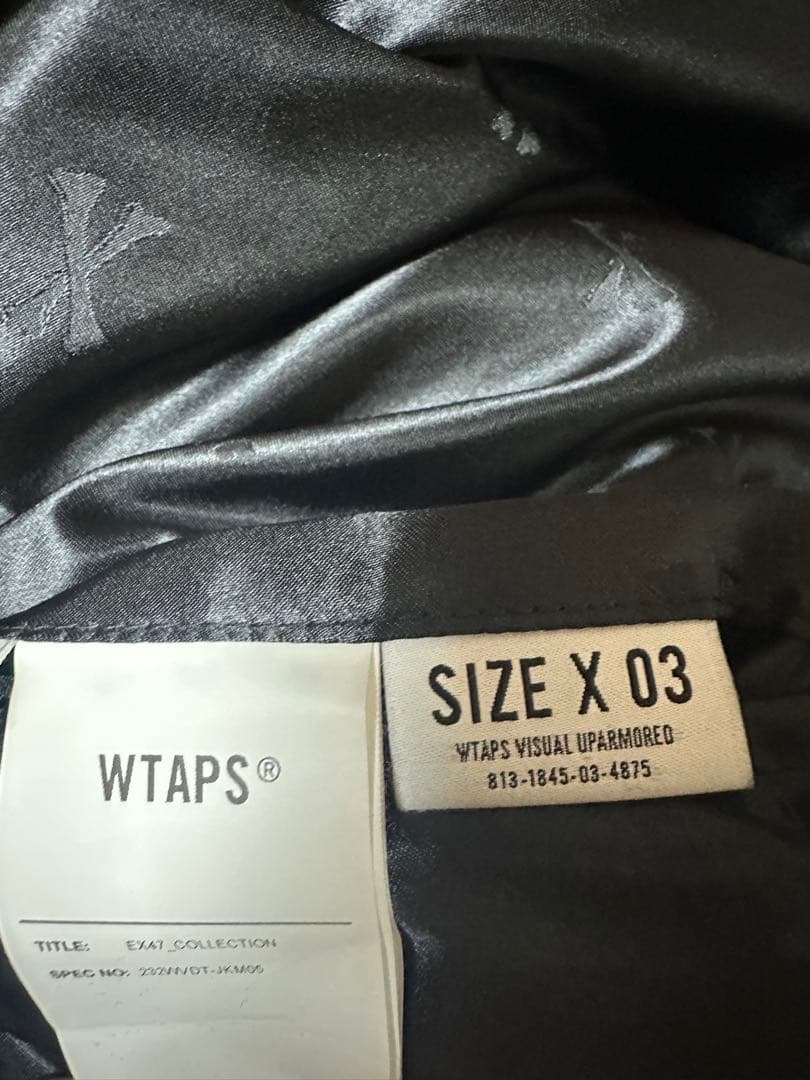 SIZE X 03
WTAPS VISUAL UPARMORED
813-1845-03-4875
WTAPS®
TITLE: EX47_COLLECTION
SPEC NO: 232WVDT-JKM05